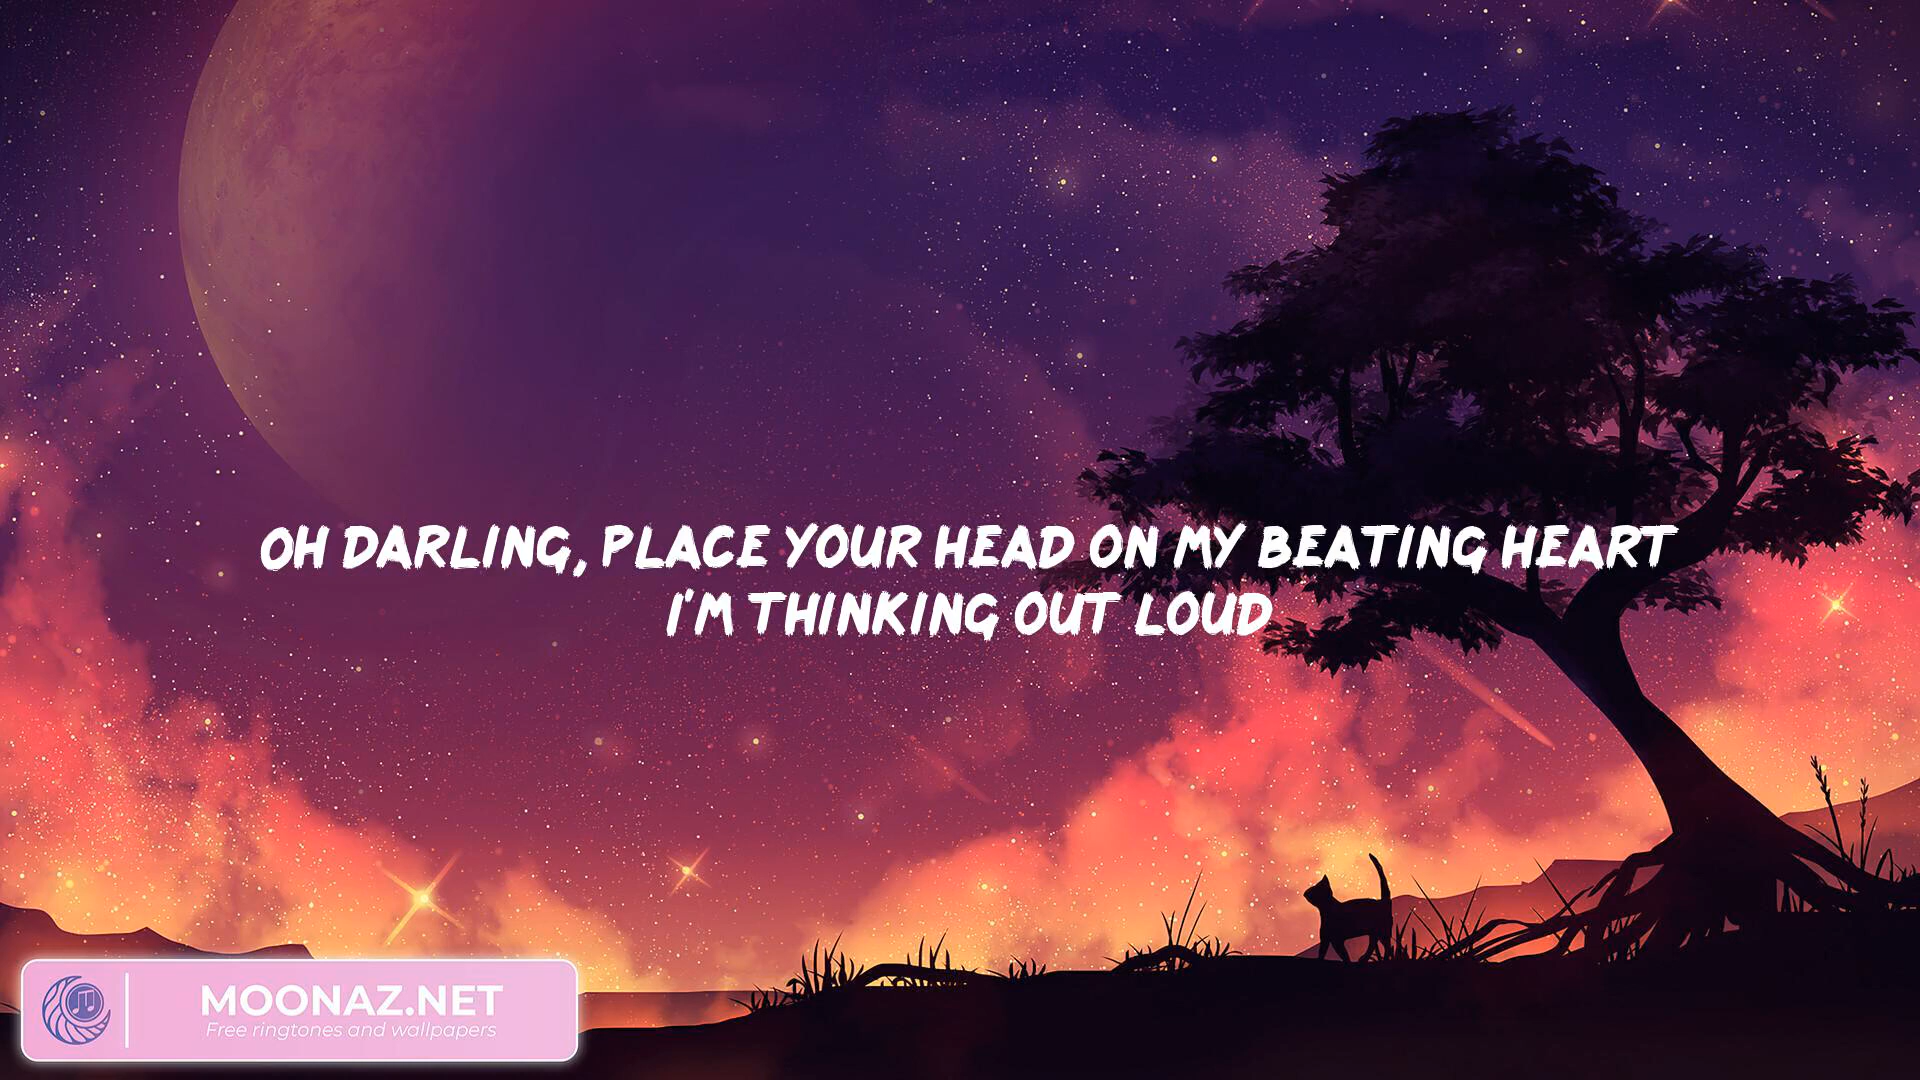 OH DARLING, PLACE YOUR HEAD ON MY BEATING HEART
I'M THINKING OUT LOUD
MOONAZ.NET
Free ringtones and wallpapers